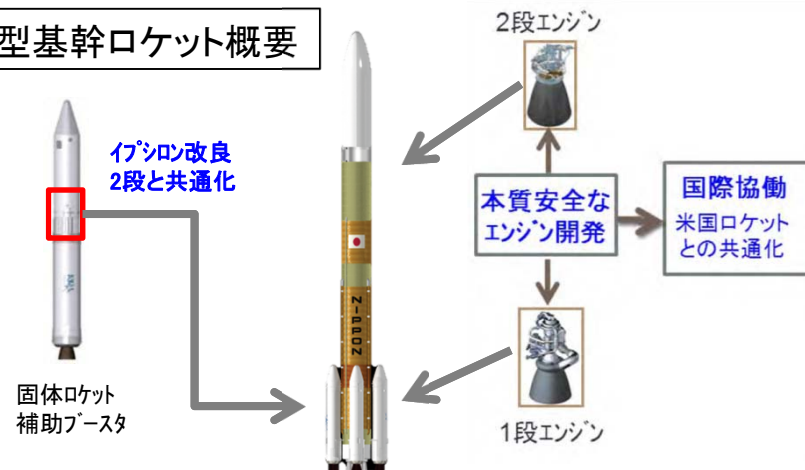 型基幹ロケット概要
2段エンジン
イプシロン改良
2段と共通化
本質安全な
エンジン開発
国際協働
米国ロケット
との共通化
NIPPON
固体ロケット
補助ブースタ
1段エンジン